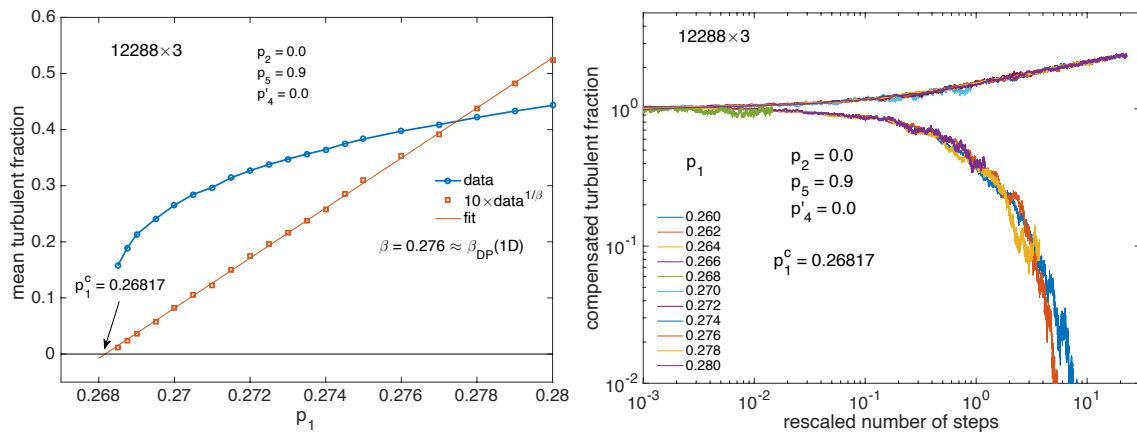 12288×3
p2 = 0.0
p5 = 0.9
p'4 = 0.0
mean turbulent fraction
0.6
0.5
0.4
0.3
0.2
0.1
0
data
10×data^1/β
fit
β = 0.276 ≈ βDP(1D)
p1^c = 0.26817
0.268
0.27
0.272
0.274
0.276
0.278
0.28
p1
12288×3
compensated turbulent fraction
10^0
10^-1
10^-2
p1
p2 = 0.0
p5 = 0.9
p'4 = 0.0
p1^c = 0.26817
0.260
0.262
0.264
0.266
0.268
0.270
0.272
0.274
0.276
0.278
0.280
10^-3
10^-2
10^-1
10^0
10^1
rescaled number of steps